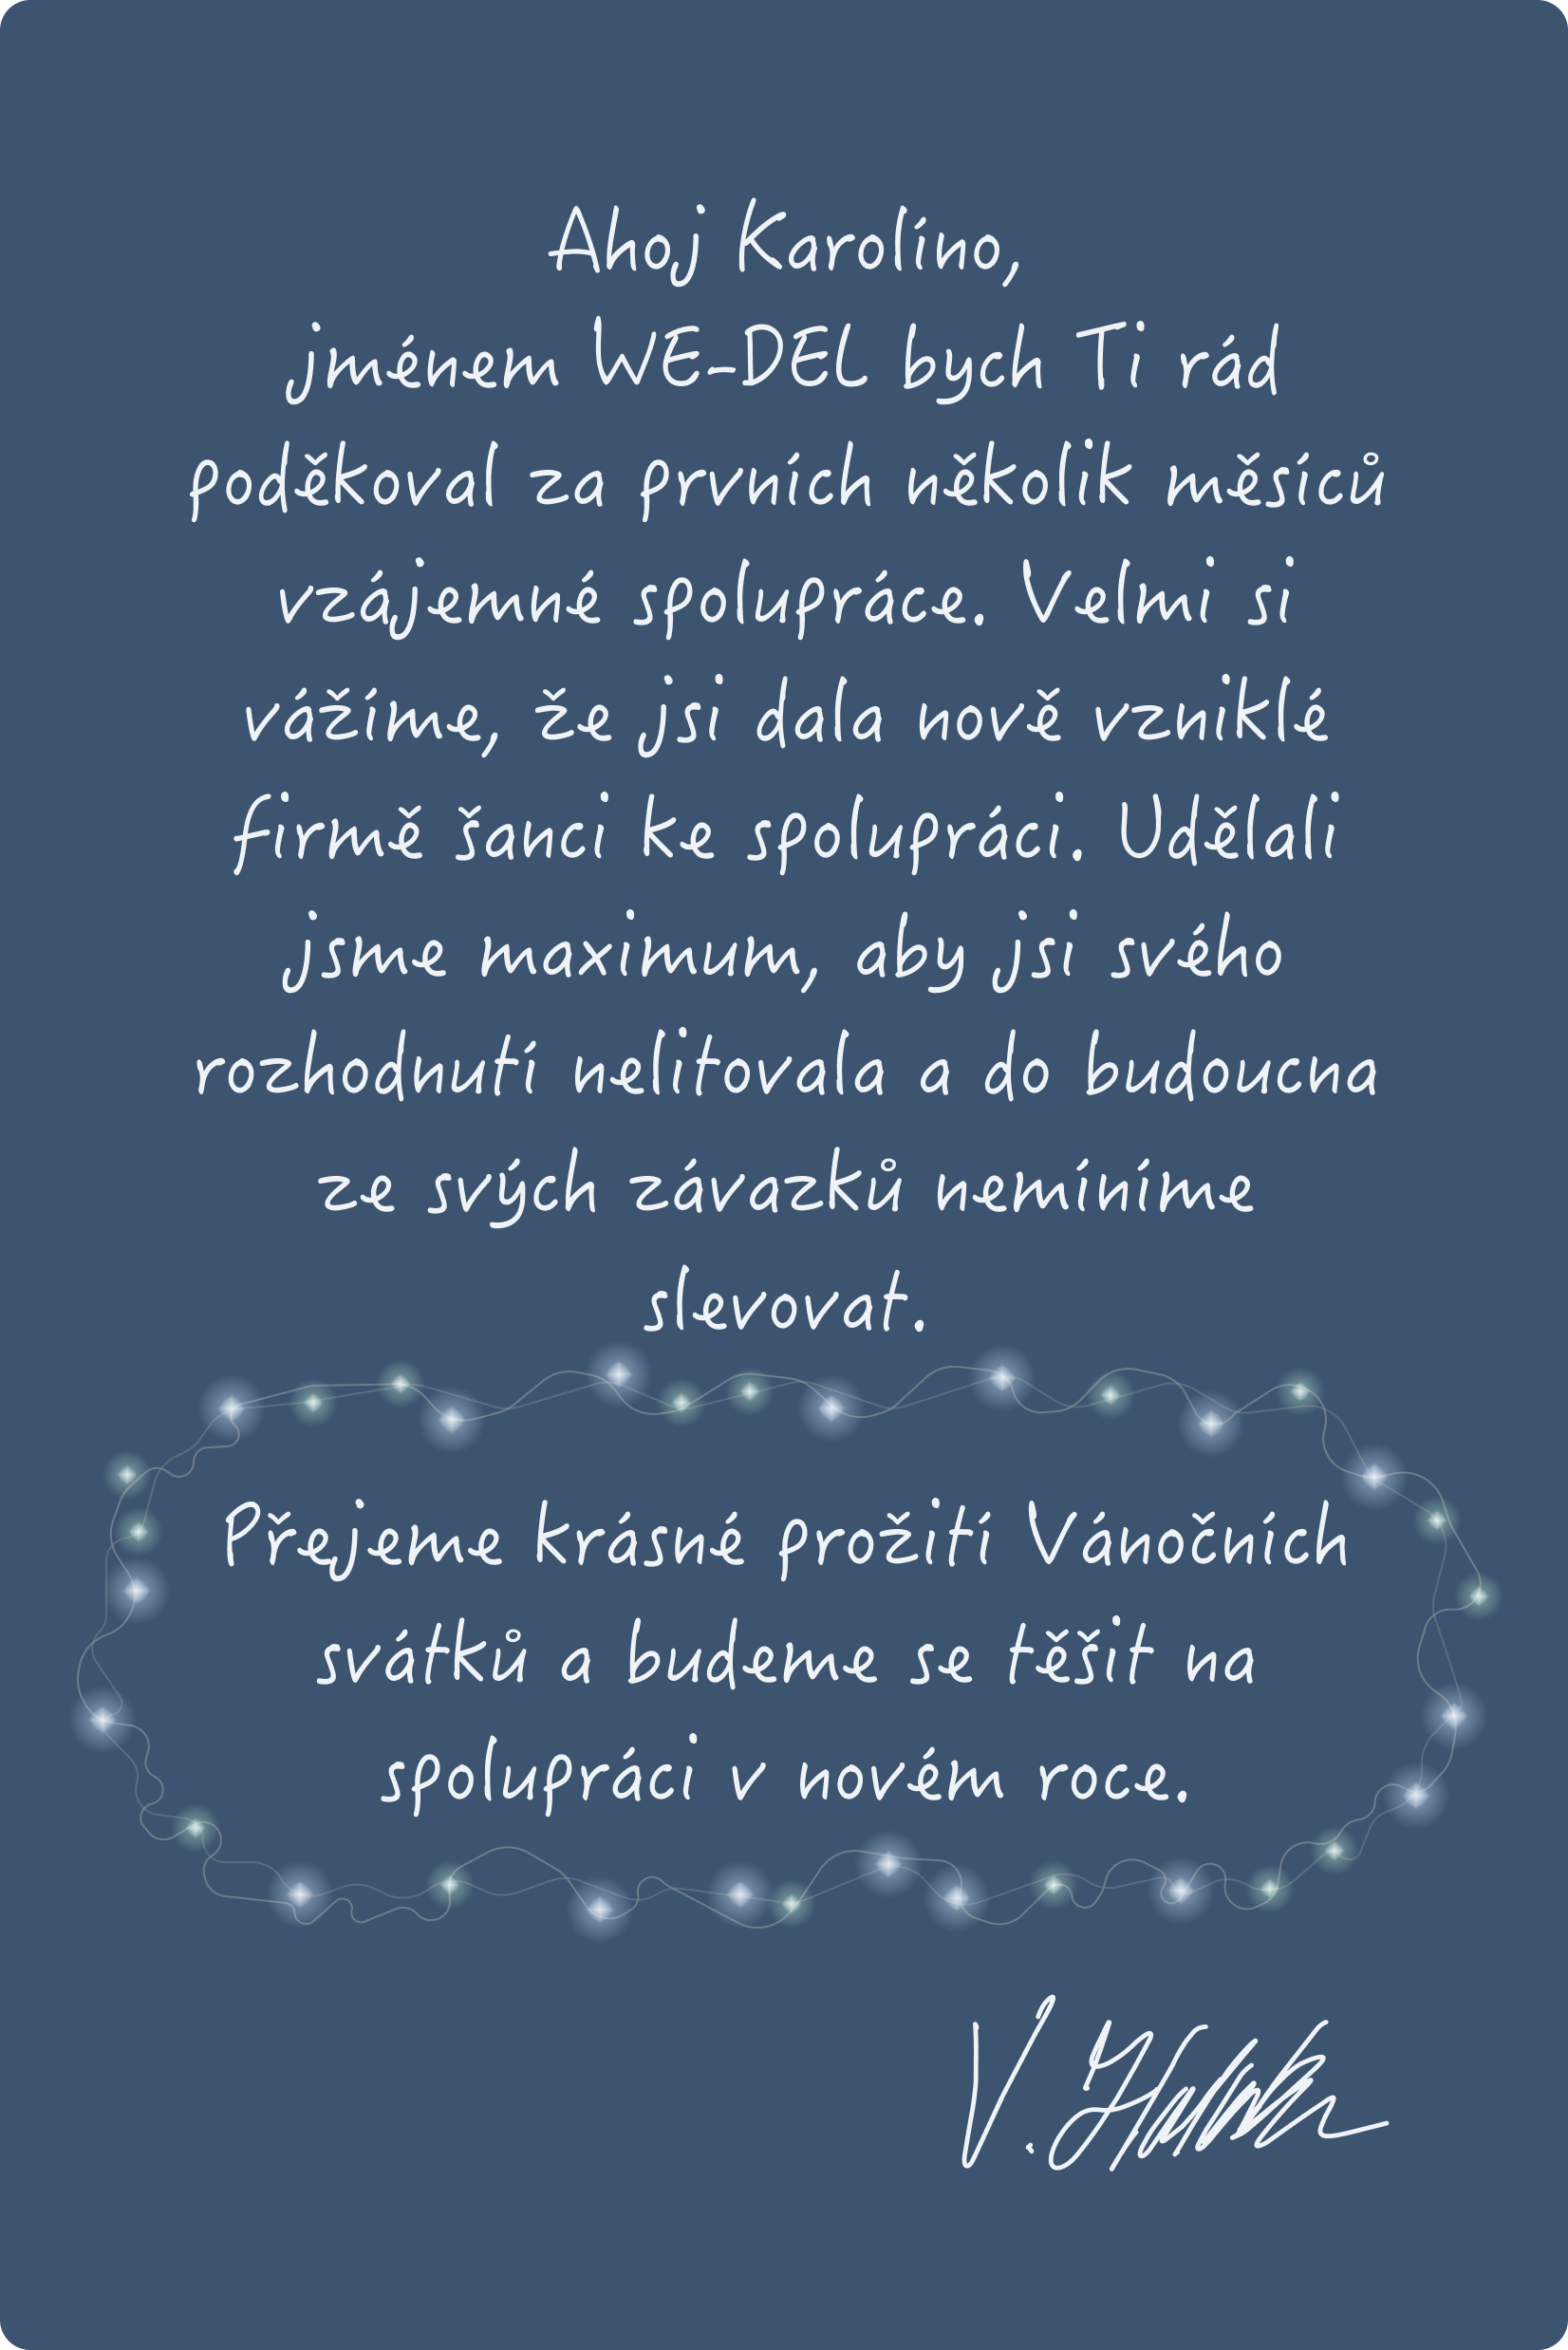 Ahoj Karolíno,
jménem WE-DEL bych Ti rád
poděkoval za prvních několik měsíců
vzájemné spolupráce. Velmi si
vážíme, že jsi dala nově vzniklé
firmě šanci ke spolupráci. Udělali
jsme maximum, aby jsi svého
rozhodnutí nelitovala a do budoucna
ze svých závazků nemíníme
slevovat.
Přejeme krásné prožití Vánočních
svátků a budeme se těšit na
spolupráci v novém roce.
V.